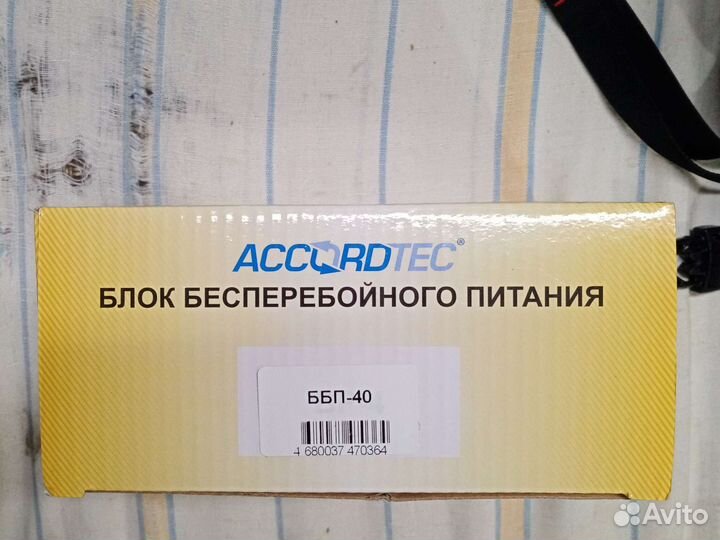 ACCORDTEC®
БЛОК БЕСПЕРЕБОЙНОГО ПИТАНИЯ
ББП-40
4 680037 470364
Avito